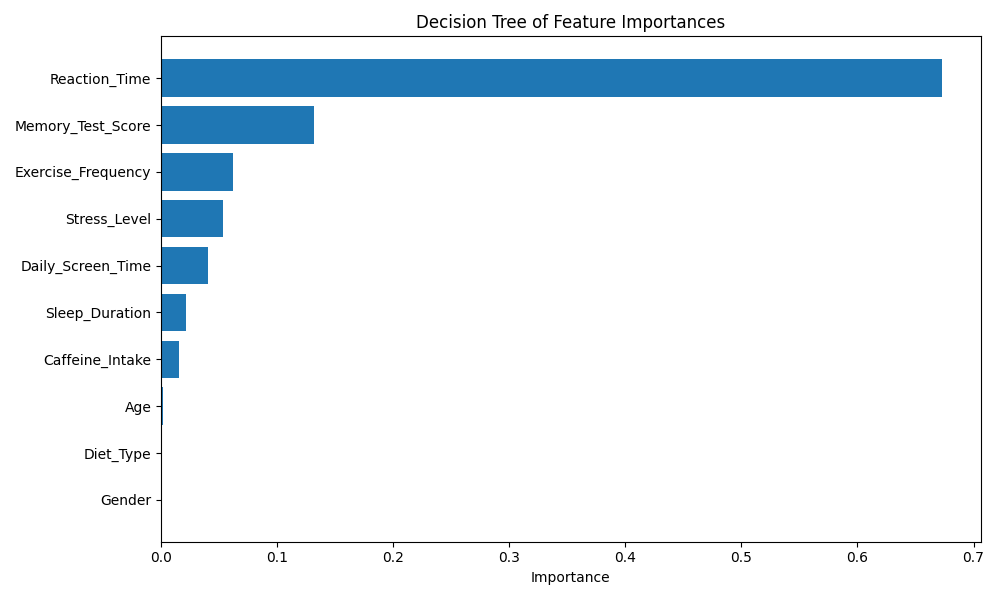 Decision Tree of Feature Importances
Reaction_Time
Memory_Test_Score
Exercise_Frequency
Stress_Level
Daily_Screen_Time
Sleep_Duration
Caffeine_Intake
Age
Diet_Type
Gender
0.0 0.1 0.2 0.3 0.4 0.5 0.6 0.7
Importance